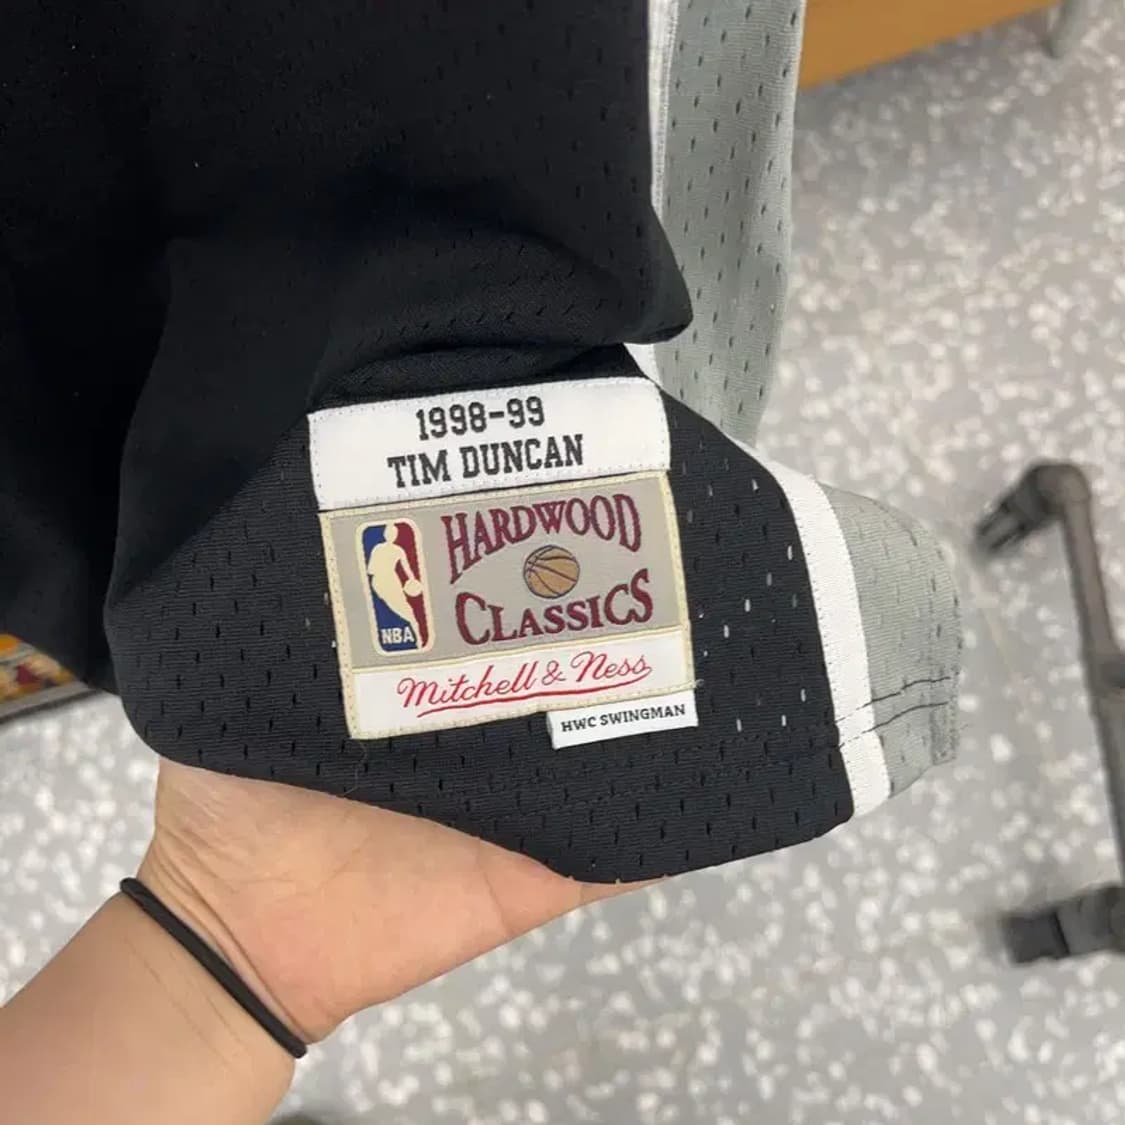 1998-99
TIM DUNCAN
HARDWOOD
CLASSICS
NBA
Mitchell & Ness
HWC SWINGMAN